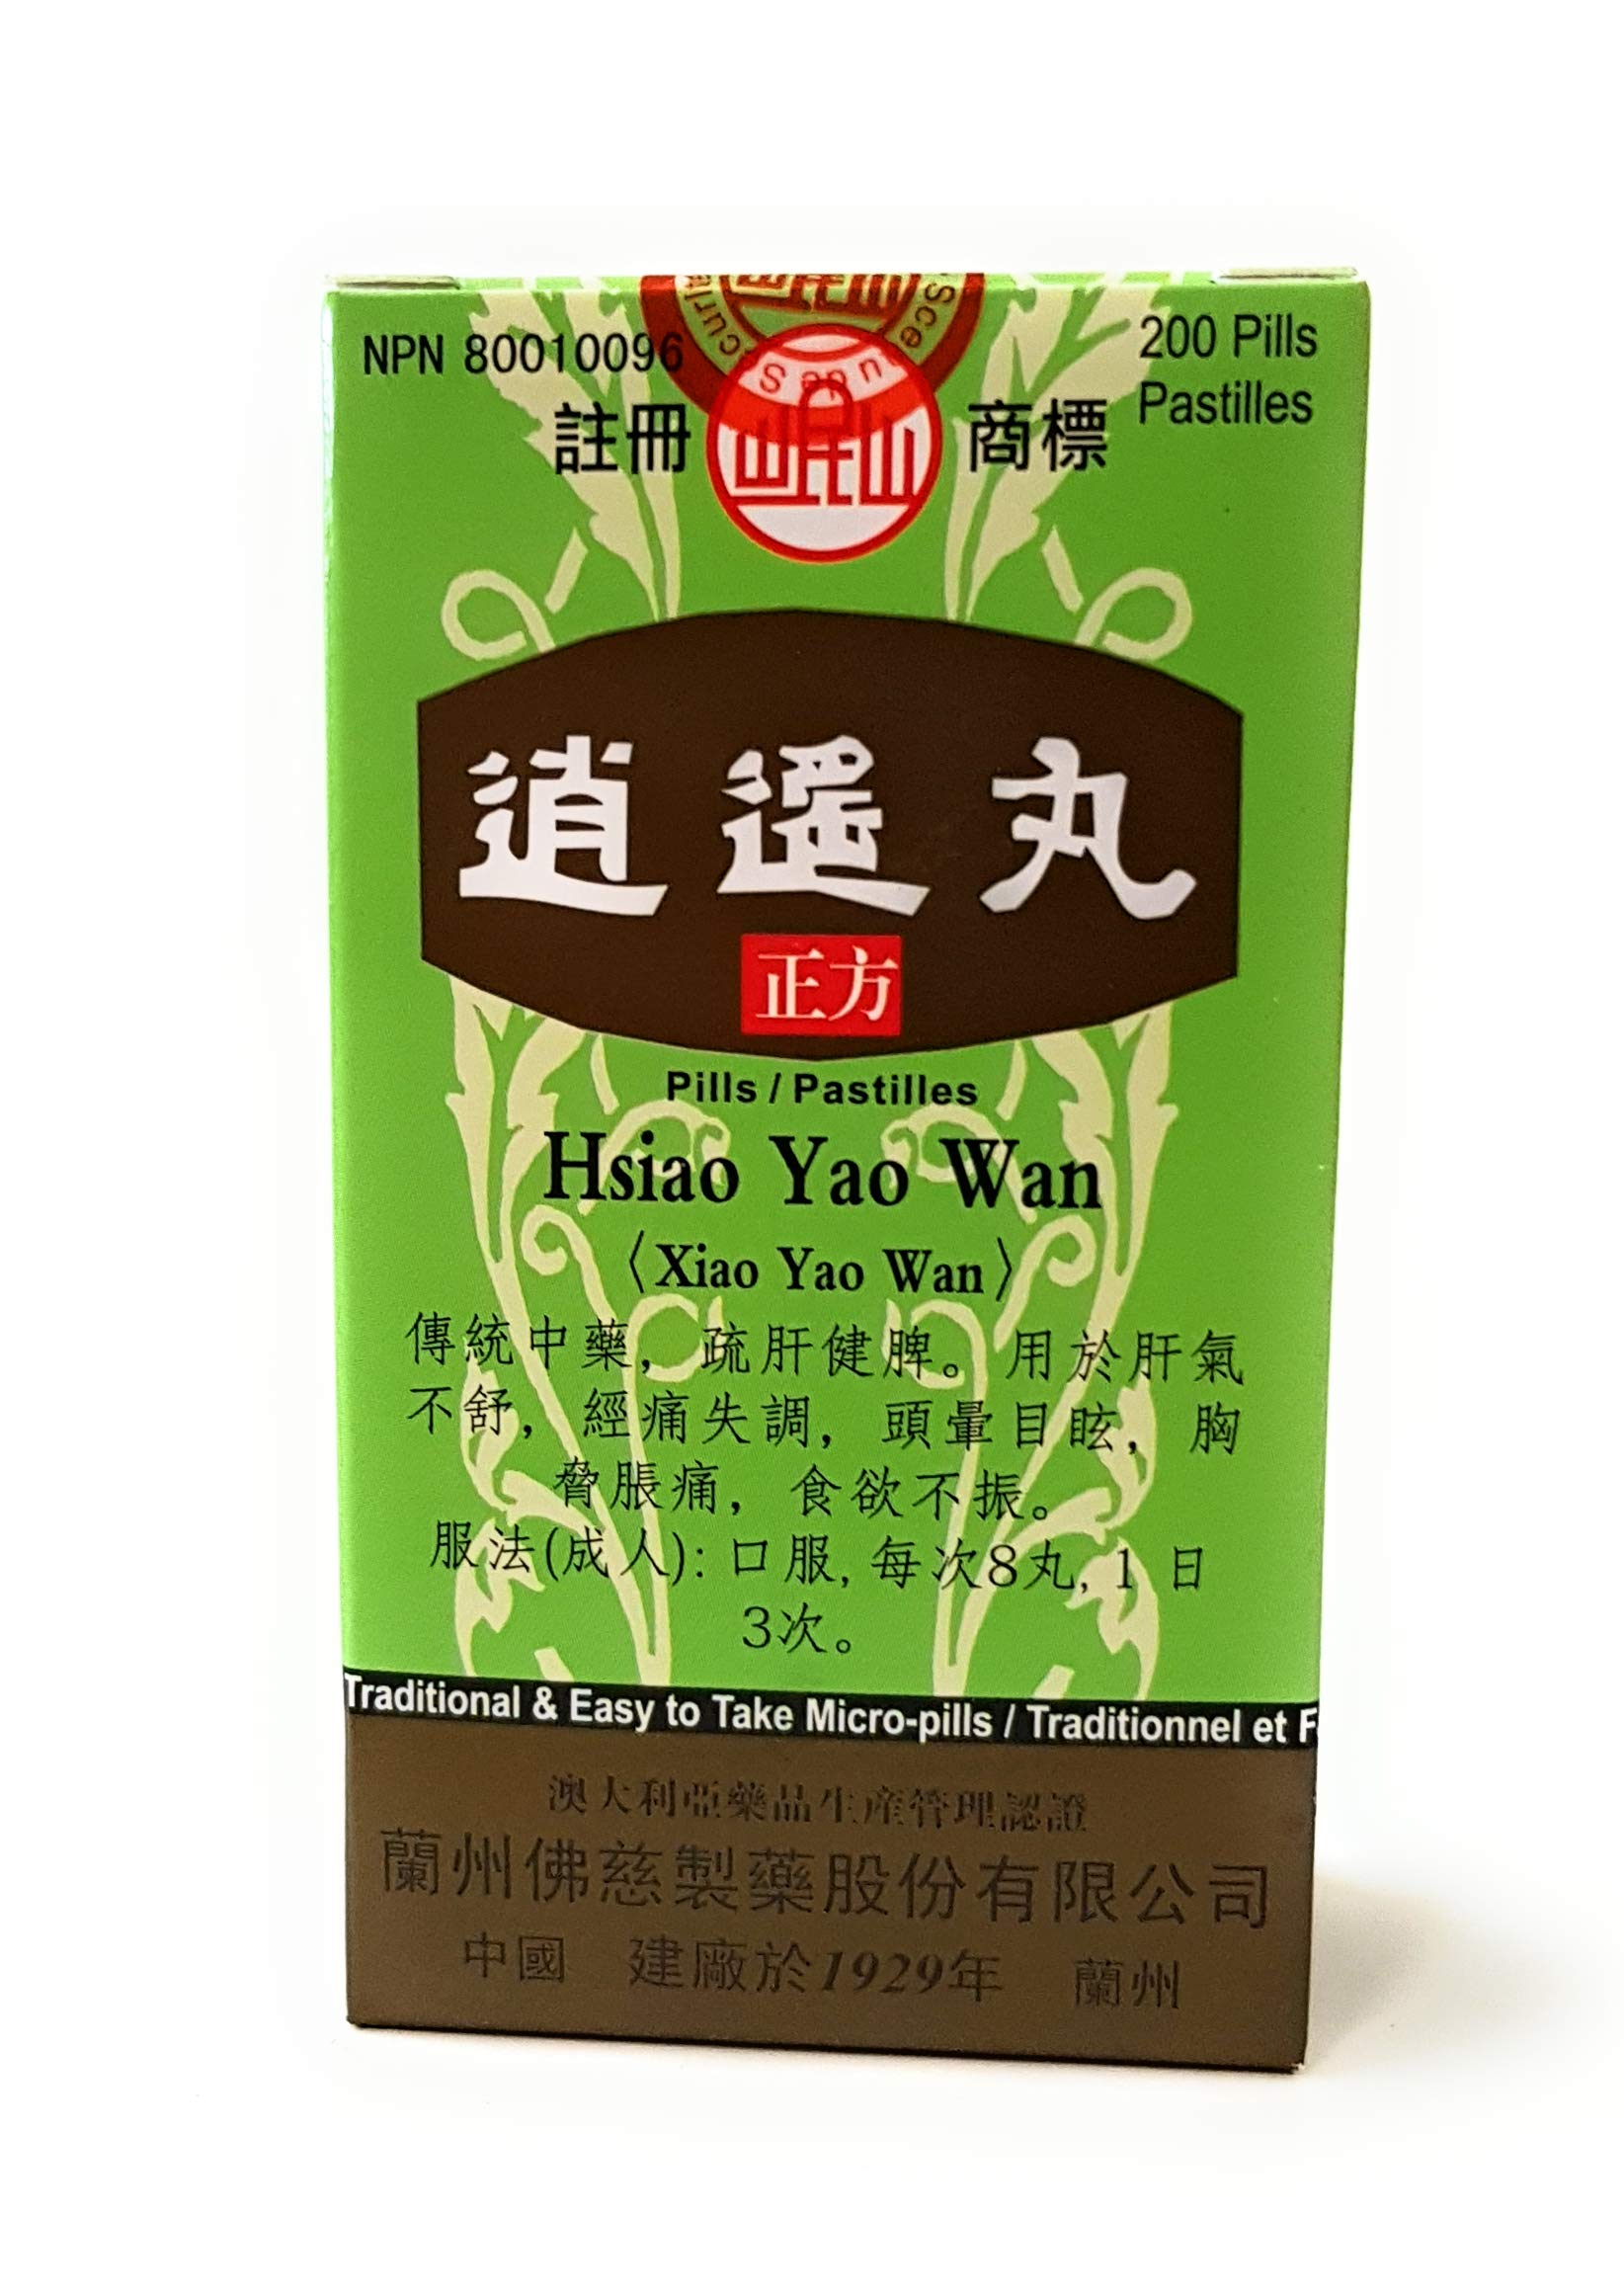 NPN 80010096
200 Pills
Pastilles
註冊
岷山
商標
逍遙丸
正方
Pills / Pastilles
Hsiao Yao Wan
〈Xiao Yao Wan〉
傳統中藥，疏肝健脾。用於肝氣
不舒，經痛失調，頭暈目眩，胸
脅脹痛，食欲不振。
服法(成人): 口服, 每次8丸, 1 日
3次。
Traditional & Easy to Take Micro-pills / Traditionnel et F
澳大利亞藥品生產管理認證
蘭州佛慈製藥股份有限公司
中國 建廠於1929年 蘭州